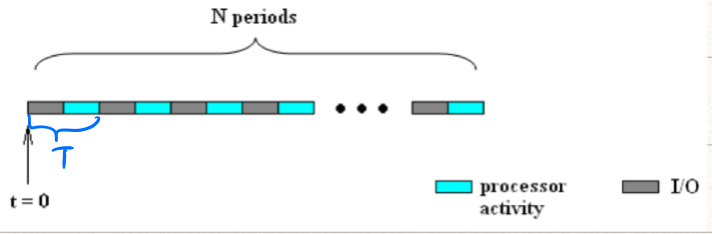 N periods
T
t = 0
processor
activity
I/O